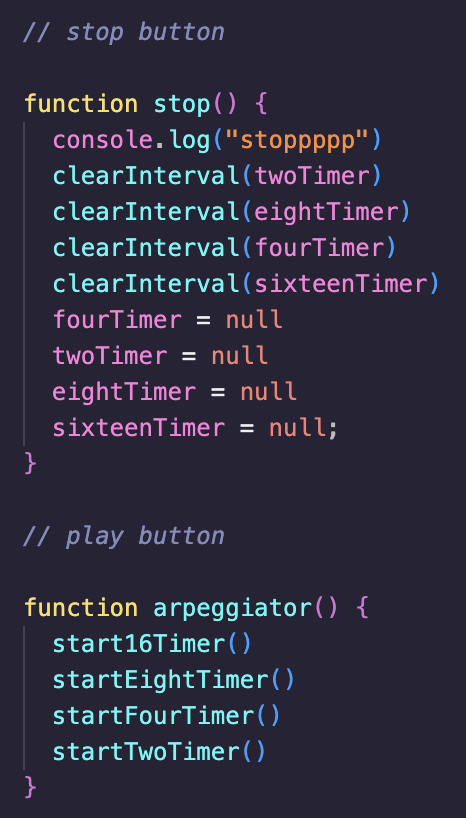 // stop button
function stop() {
console.log("stoppppp")
clearInterval(twoTimer)
clearInterval(eightTimer)
clearInterval(fourTimer)
clearInterval(sixteenTimer)
fourTimer = null
twoTimer = null
eightTimer = null
sixteenTimer = null;
}
// play button
function arpeggiator() {
start16Timer()
startEightTimer()
startFourTimer()
startTwoTimer()
}